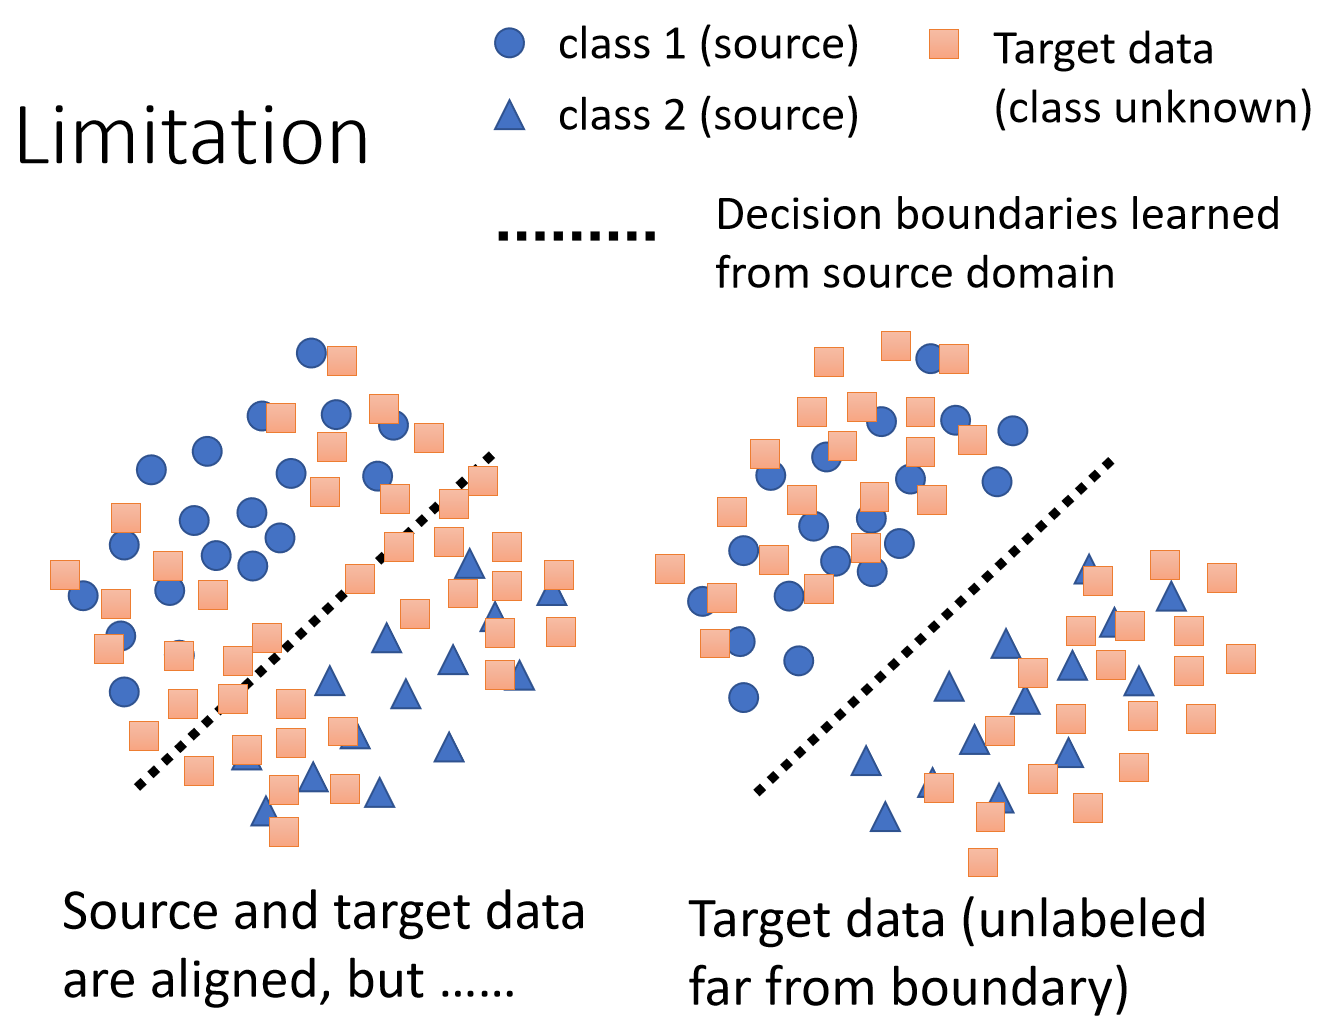 Limitation
class 1 (source)
class 2 (source)
Target data
(class unknown)
Decision boundaries learned
from source domain
Source and target data
are aligned, but ……
Target data (unlabeled
far from boundary)